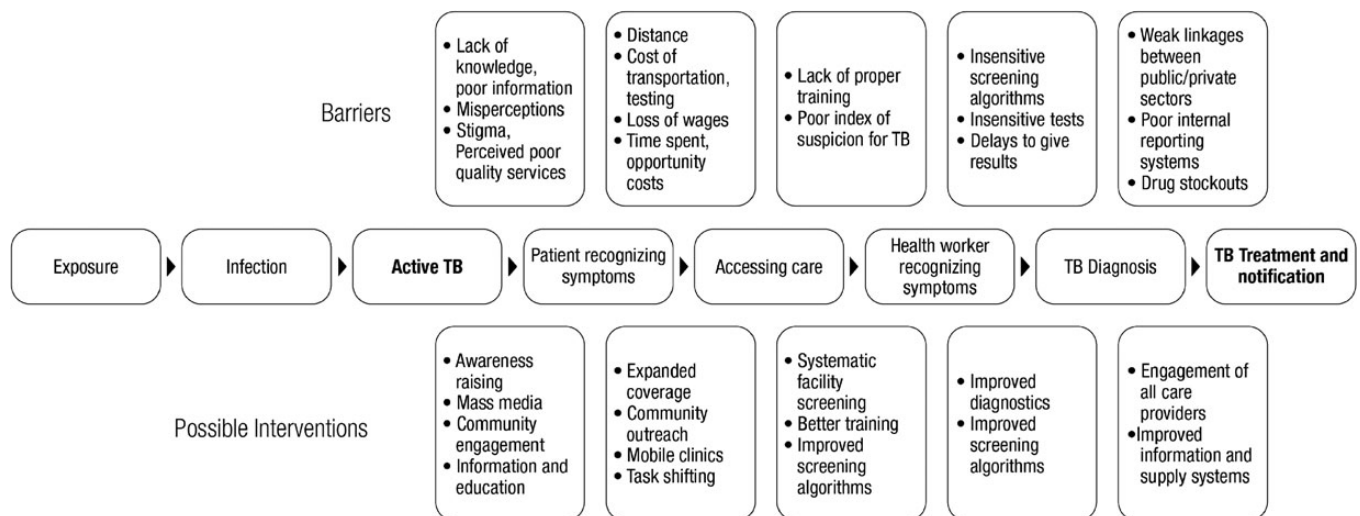 Barriers
• Lack of
knowledge,
poor information
• Misperceptions
• Stigma,
Perceived poor
quality services
• Distance
• Cost of
transportation,
testing
• Loss of wages
• Time spent,
opportunity
costs
• Lack of proper
training
• Poor index of
suspicion for TB
• Insensitive
screening
algorithms
• Insensitive tests
• Delays to give
results
• Weak linkages
between
public/private
sectors
• Poor internal
reporting
systems
• Drug stockouts
Exposure
Infection
Active TB
Patient recognizing
symptoms
Accessing care
Health worker
recognizing
symptoms
TB Diagnosis
TB Treatment and
notification
Possible Interventions
• Awareness
raising
• Mass media
• Community
engagement
• Information and
education
• Expanded
coverage
• Community
outreach
• Mobile clinics
• Task shifting
• Systematic
facility
screening
• Better training
• Improved
screening
algorithms
• Improved
diagnostics
• Improved
screening
algorithms
• Engagement of
all care
providers
•Improved
information and
supply systems